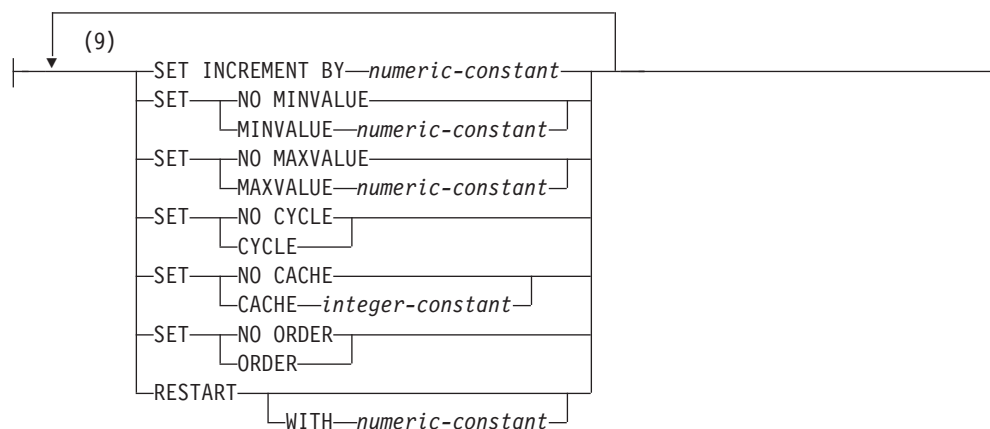 (9)
SET INCREMENT BY numeric-constant
SET NO MINVALUE
MINVALUE numeric-constant
SET NO MAXVALUE
MAXVALUE numeric-constant
SET NO CYCLE
CYCLE
SET NO CACHE
CACHE integer-constant
SET NO ORDER
ORDER
RESTART
WITH numeric-constant